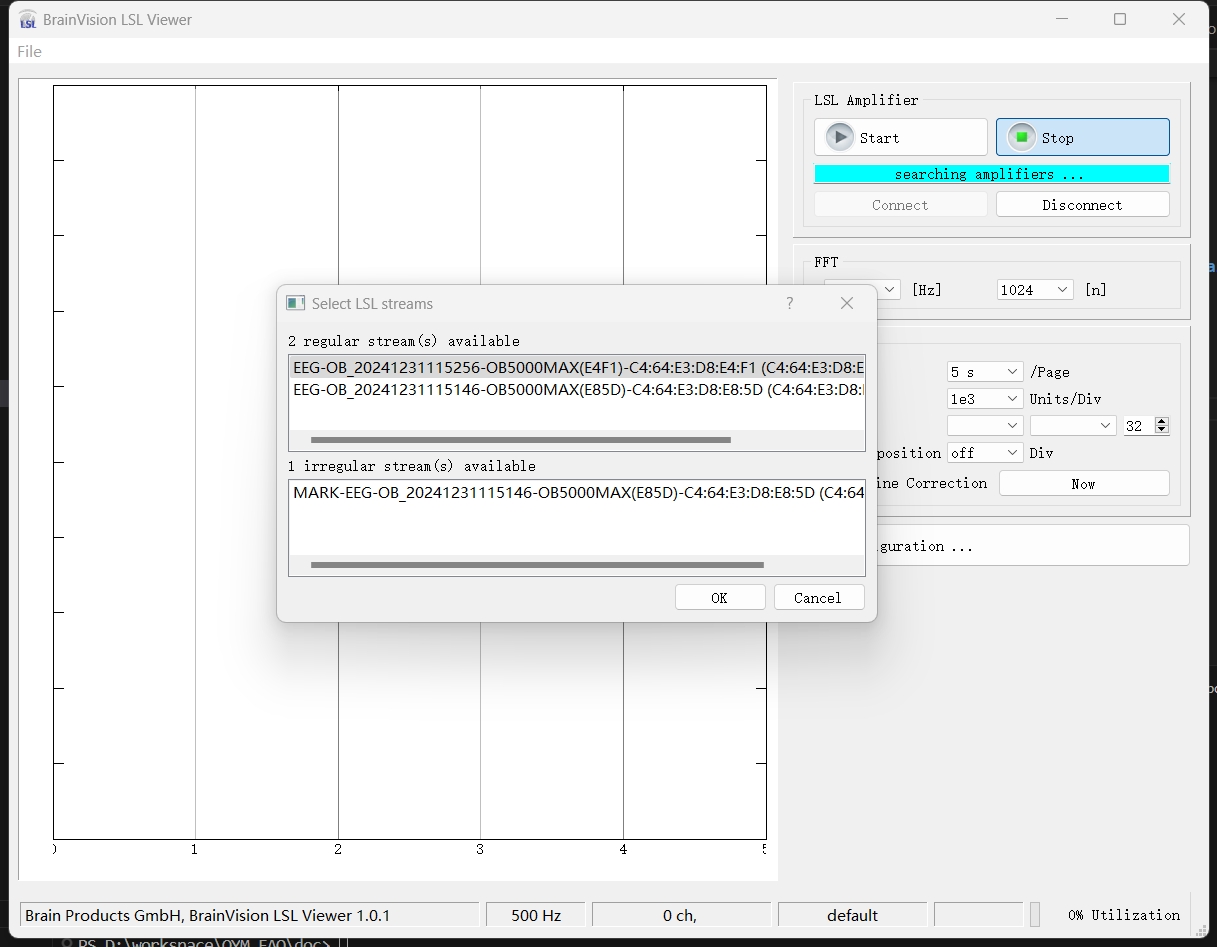 BrainVision LSL Viewer
File
LSL Amplifier
Start
Stop
searching amplifiers ...
Connect
Disconnect
FFT
[Hz]
1024
[n]
5 s
/Page
1e3
Units/Div
32
position
off
Div
ine Correction
Now
guration ...
Select LSL streams
?
2 regular stream(s) available
EEG-OB_20241231115256-OB5000MAX(E4F1)-C4:64:E3:D8:E4:F1 (C4:64:E3:D8:E
EEG-OB_20241231115146-OB5000MAX(E85D)-C4:64:E3:D8:E8:5D (C4:64:E3:D8:
1 irregular stream(s) available
MARK-EEG-OB_20241231115146-OB5000MAX(E85D)-C4:64:E3:D8:E8:5D (C4:64
OK
Cancel
0 1 2 3 4 5
Brain Products GmbH, BrainVision LSL Viewer 1.0.1
500 Hz
0 ch,
default
0% Utilization
PS D:\workspace\OYM_EAO\doc>